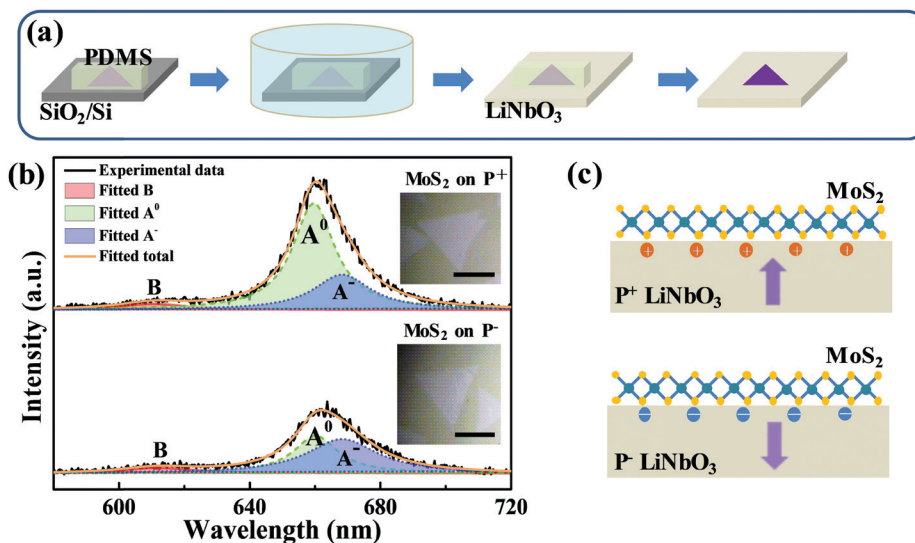 (a)
PDMS
SiO₂/Si
LiNbO₃
(b)
Experimental data
Fitted B
Fitted A⁰
Fitted A⁻
Fitted total
MoS₂ on P⁺
B
A⁰
A⁻
MoS₂ on P⁻
B
A⁰
A⁻
Intensity (a.u.)
600
640
680
720
Wavelength (nm)
(c)
MoS₂
+ + + + +
P⁺ LiNbO₃
MoS₂
− − − − −
P⁻ LiNbO₃